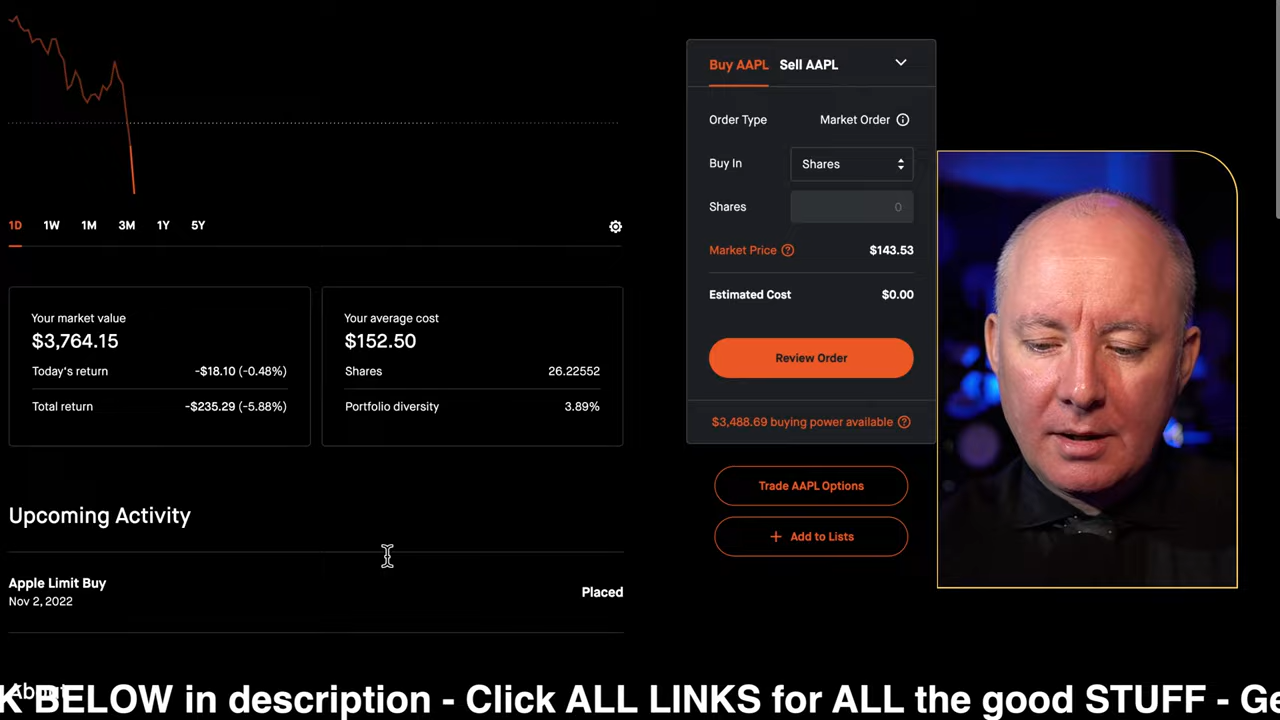 Buy AAPL Sell AAPL
Order Type Market Order
Buy In Shares
Shares 0
Market Price $143.53
Estimated Cost $0.00
Review Order
$3,488.69 buying power available
Trade AAPL Options
+ Add to Lists
1D 1W 1M 3M 1Y 5Y
Your market value
$3,764.15
Today's return -$18.10 (-0.48%)
Total return -$235.29 (-5.88%)
Your average cost
$152.50
Shares 26.22552
Portfolio diversity 3.89%
Upcoming Activity
Apple Limit Buy
Nov 2, 2022
Placed
About
K BELOW in description - Click ALL LINKS for ALL the good STUFF - Ge